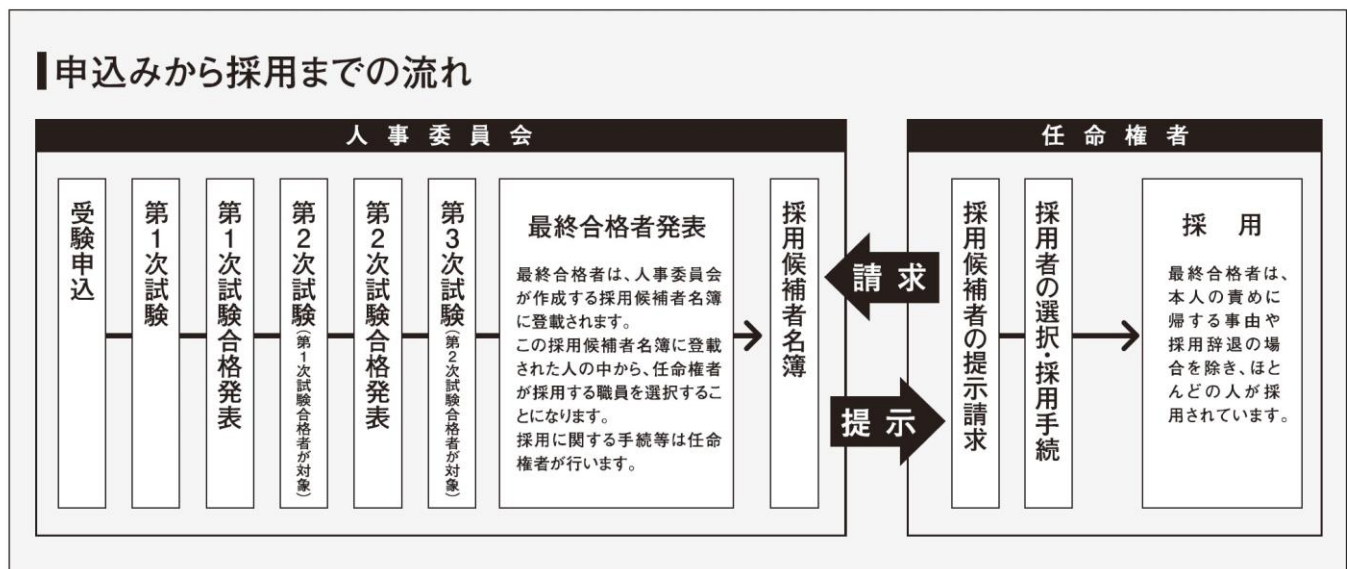 申込みから採用までの流れ
人事委員会
受験申込
第1次試験
第1次試験合格発表
第2次試験(第1次試験合格者が対象)
第2次試験合格発表
第3次試験(第2次試験合格者が対象)
最終合格者発表
最終合格者は、人事委員会
が作成する採用候補者名簿
に登載されます。
この採用候補者名簿に登載
された人の中から、任命権者
が採用する職員を選択するこ
とになります。
採用に関する手続等は任命
権者が行います。
採用候補者名簿
請求
提示
任命権者
採用候補者の提示請求
採用者の選択・採用手続
採用
最終合格者は、
本人の責めに
帰する事由や
採用辞退の場
合を除き、ほと
んどの人が採
用されています。